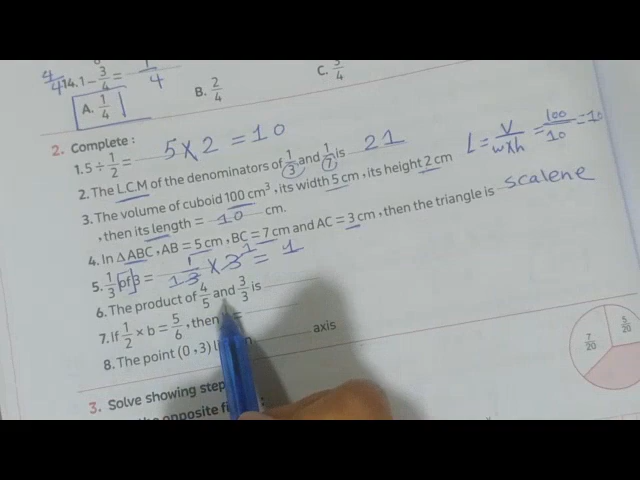 4/4 14. 1 − 3/4 = 1/4
A. 1/4 B. 2/4 C. 3/4
2. Complete :
1. 5 ÷ 1/2 = 5 x 2 = 10
2. The L.C.M of the denominators of 1/3 and 1/7 is 21
3. The volume of cuboid 100 cm³ , its width 5 cm , its height 2 cm
, then its length = 10 cm.
L = V/wxh = 100/10 = 10
4. In △ABC, AB = 5 cm , BC = 7 cm and AC = 3 cm , then the triangle is scalene
5. 1/3 of 3 = 1/3 x 3 = 1
6. The product of 4/5 and 3/3 is
7. If 1/2 × b = 5/6 , then =
8. The point (0 , 3) axis
3. Solve showing
opposite
7/20 5/20